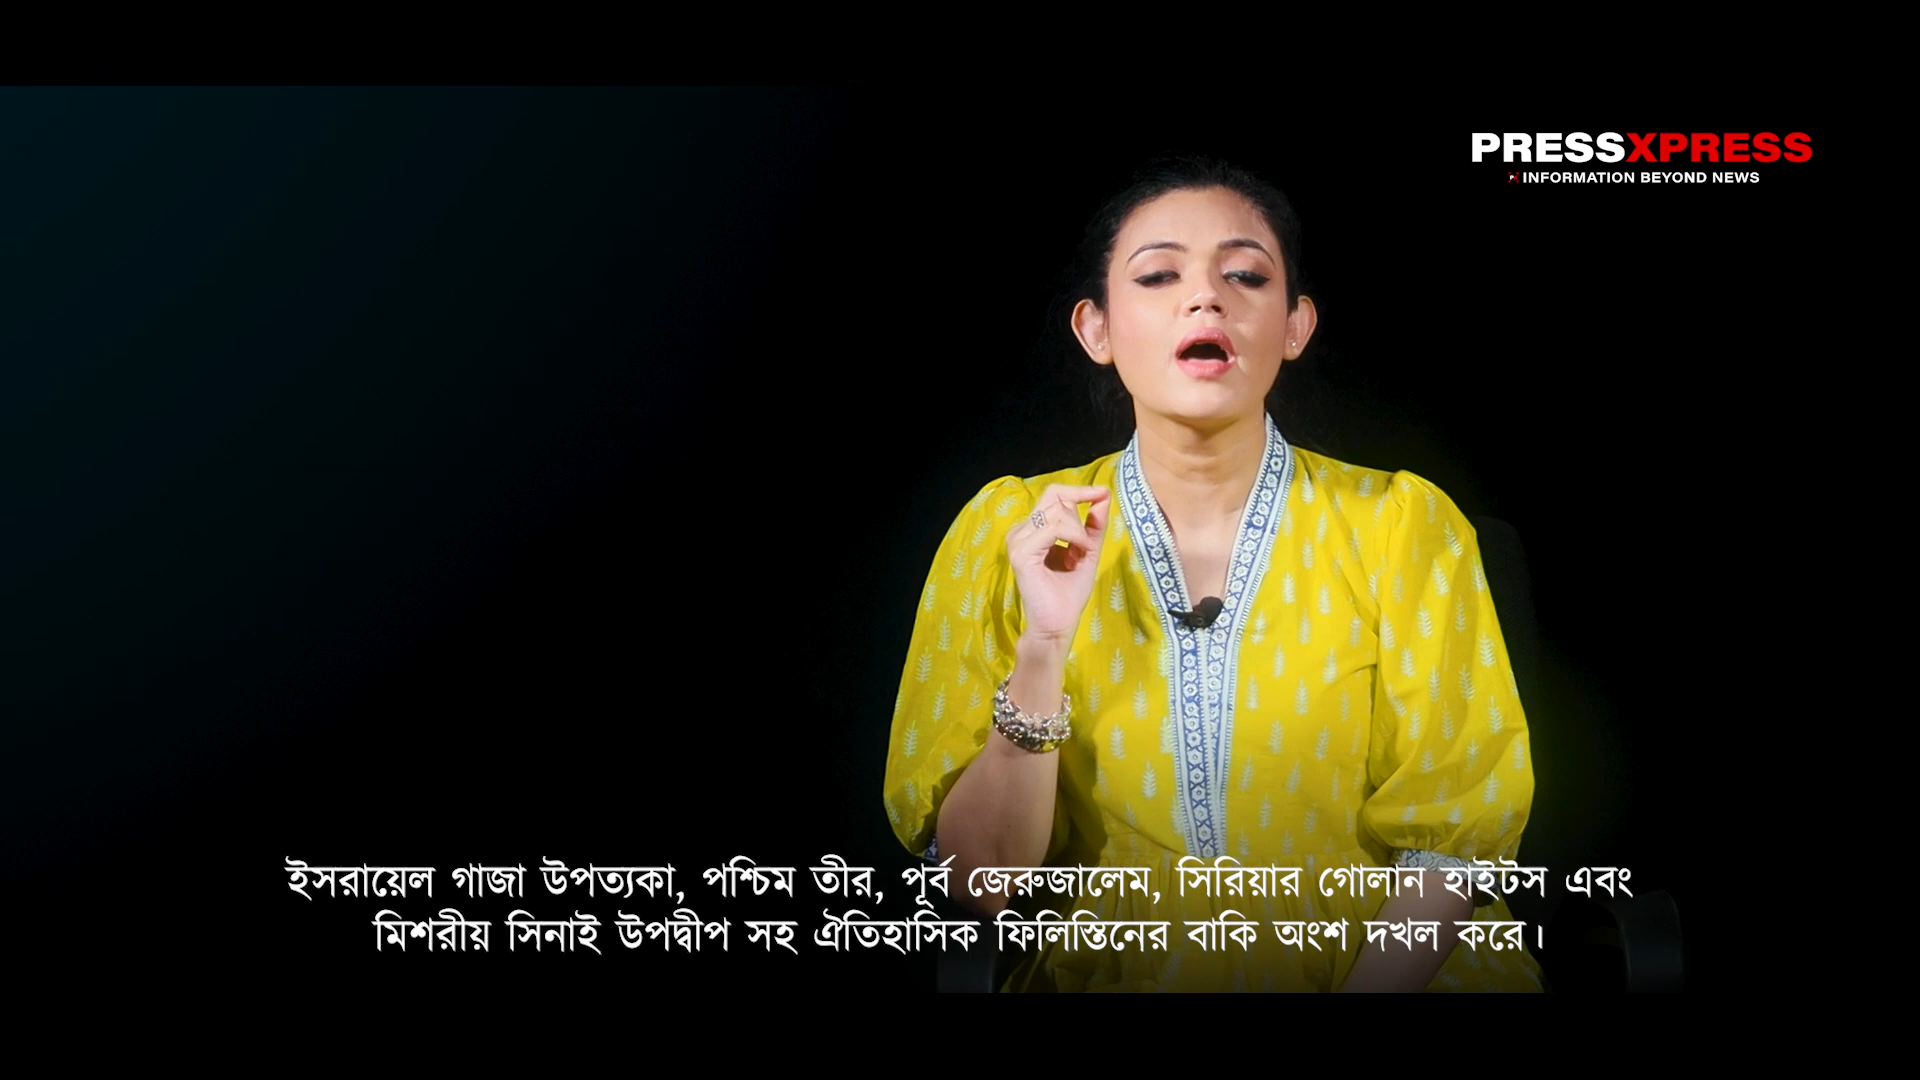 PRESSXPRESS
INFORMATION BEYOND NEWS
ইসরায়েল গাজা উপত্যকা, পশ্চিম তীর, পূর্ব জেরুজালেম, সিরিয়ার গোলান হাইটস এবং
মিশরীয় সিনাই উপদ্বীপ সহ ঐতিহাসিক ফিলিস্তিনের বাকি অংশ দখল করে।